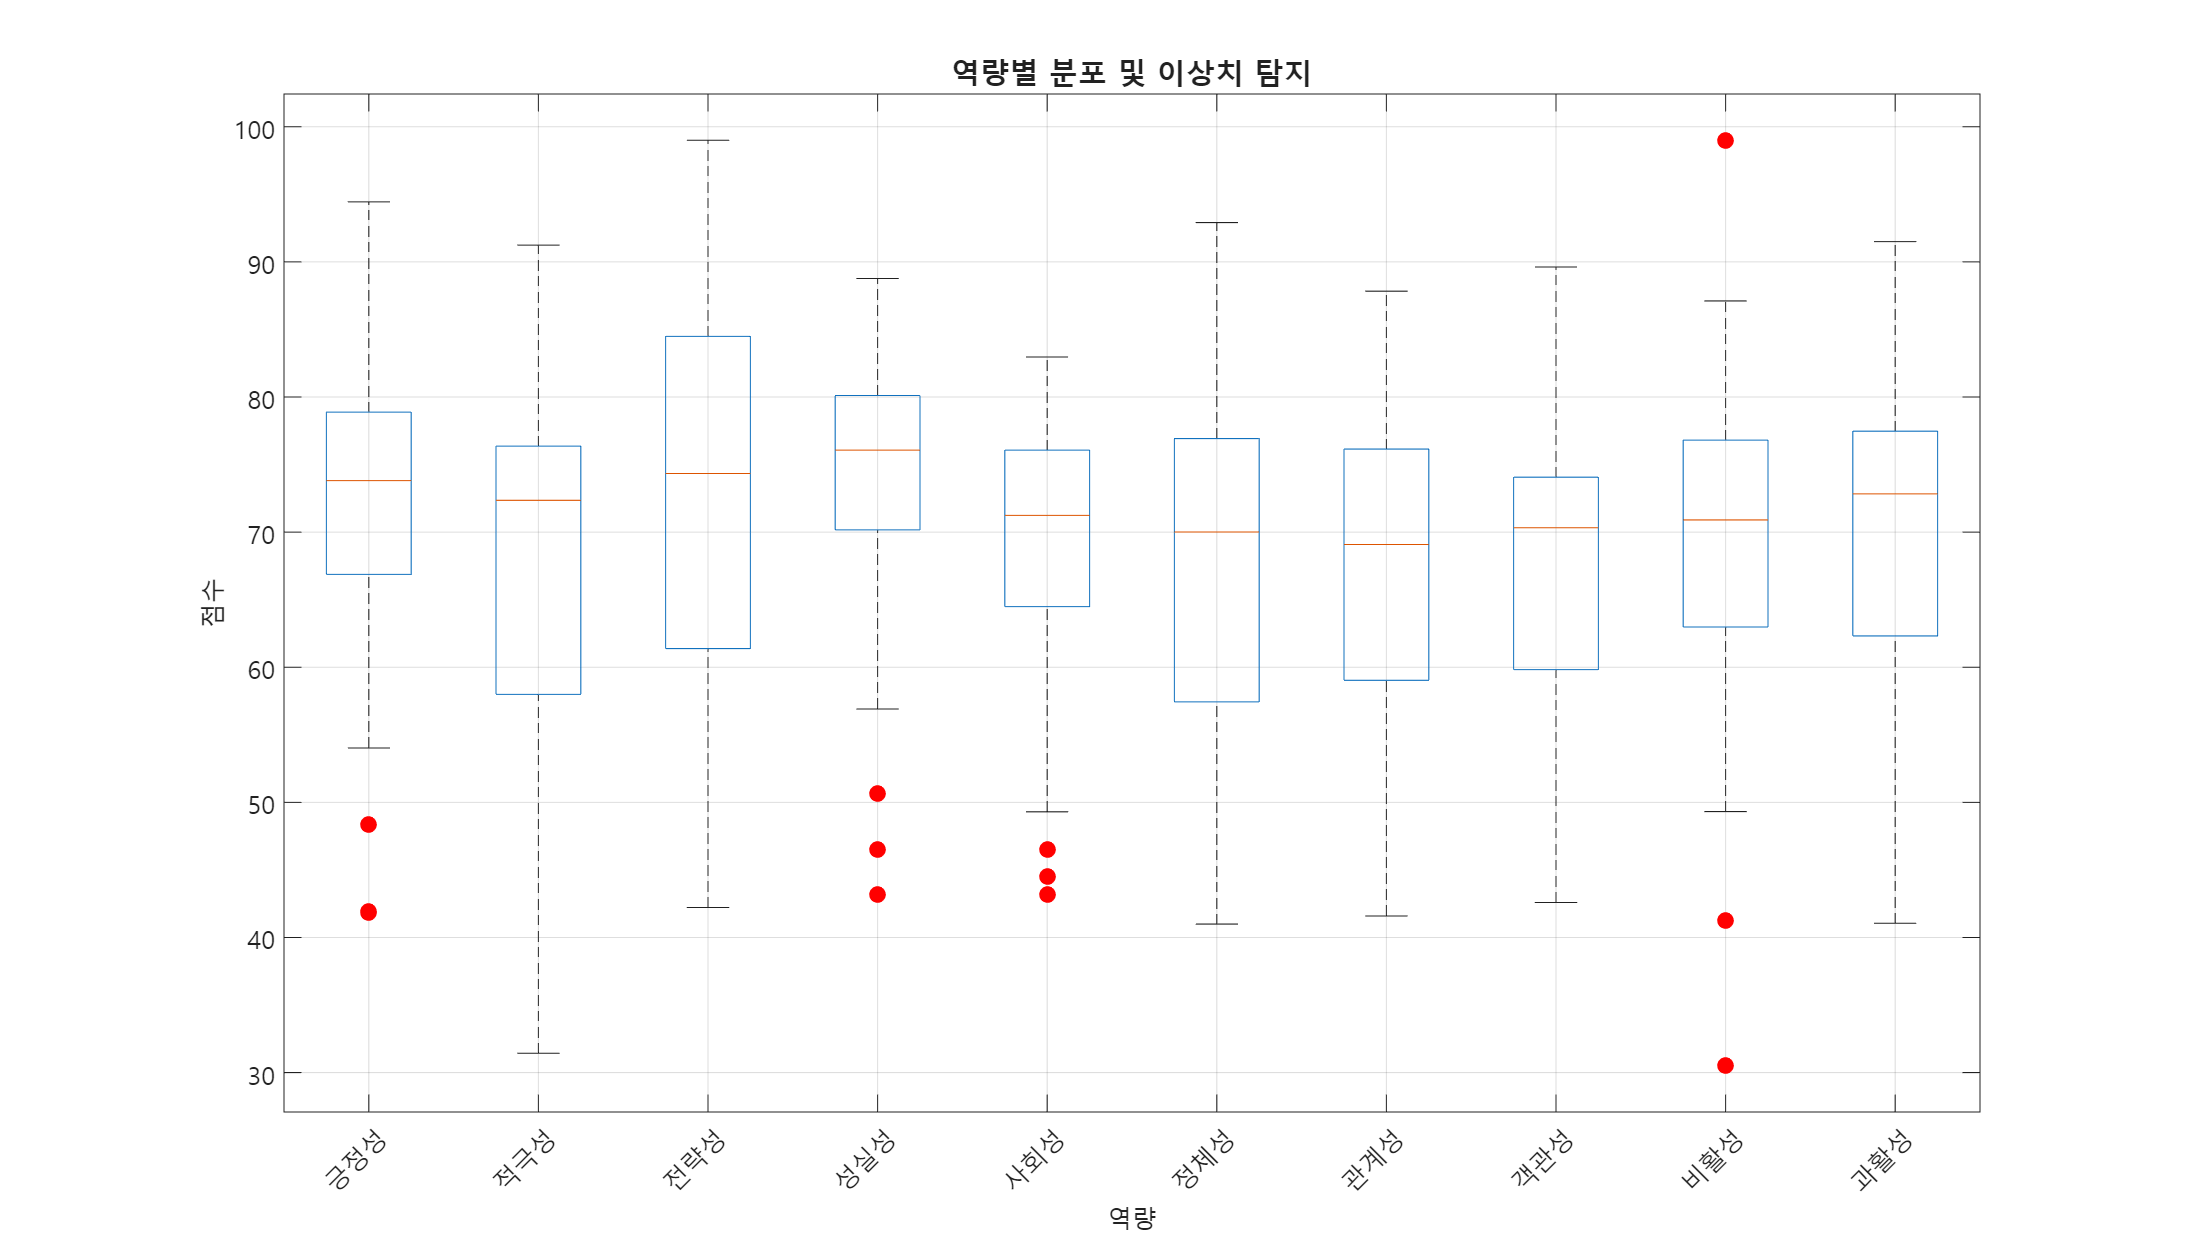 역량별 분포 및 이상치 탐지
점수
100
90
80
70
60
50
40
30
긍정성
적극성
전략성
성실성
사회성
정체성
관계성
객관성
비활성
과활성
역량